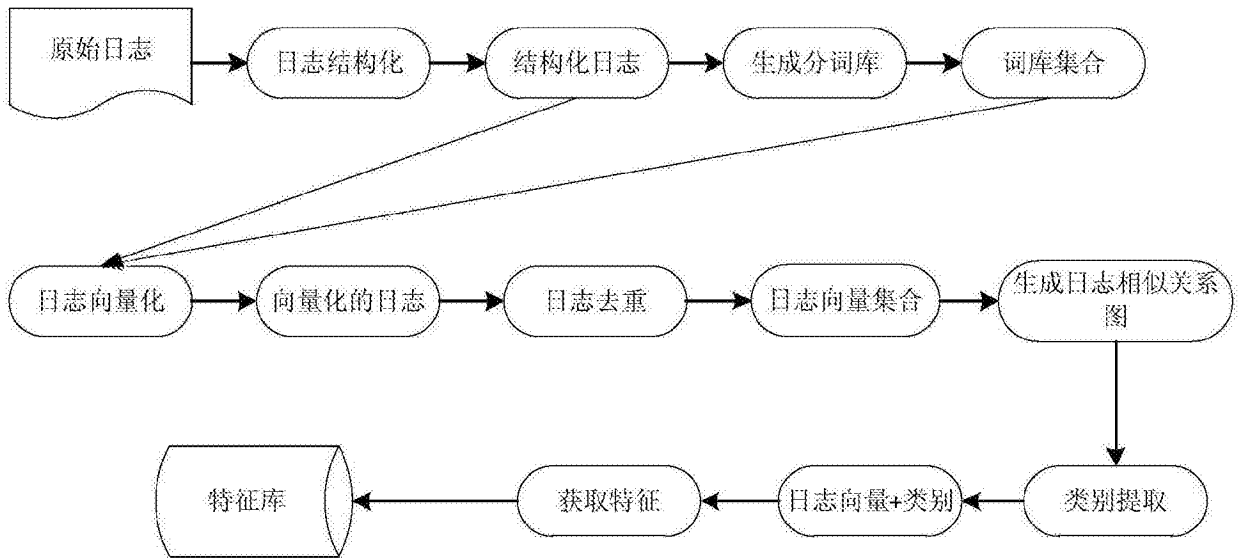 原始日志
日志结构化
结构化日志
生成分词库
词库集合
日志向量化
向量化的日志
日志去重
日志向量集合
生成日志相似关系
图
特征库
获取特征
日志向量+类别
类别提取